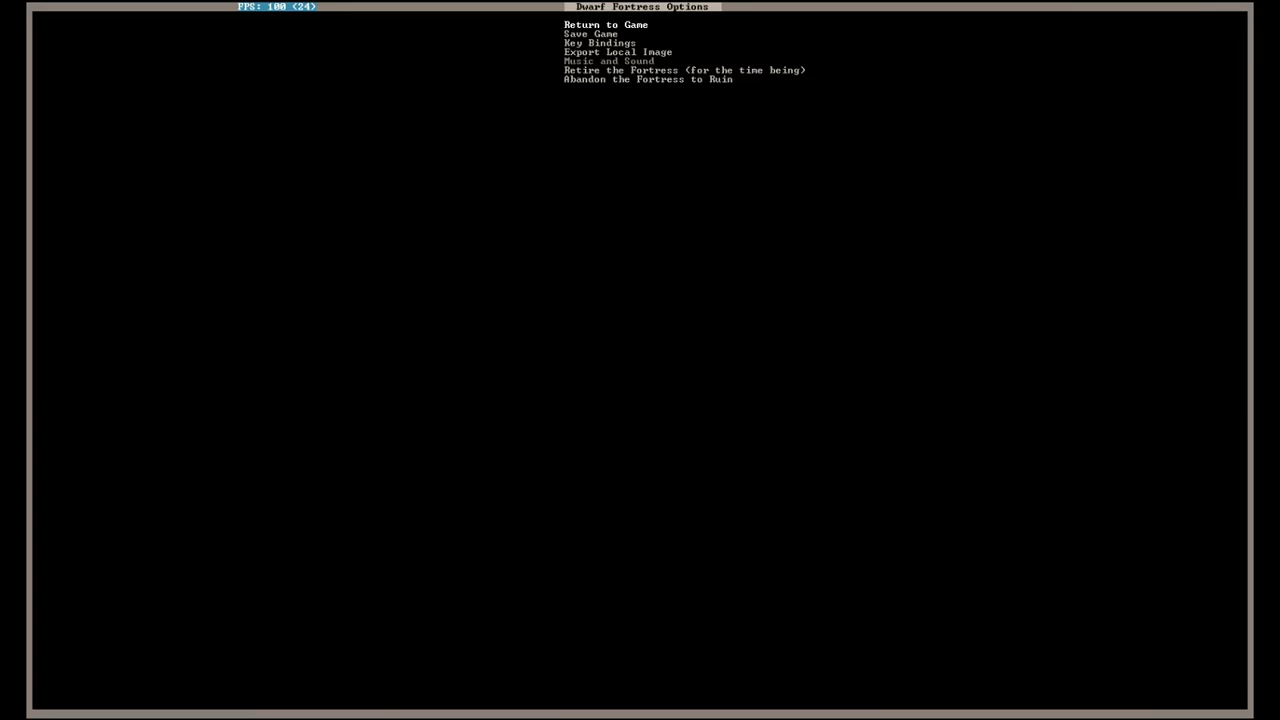 FPS: 100 (24)
Dwarf Fortress Options
Return to Game
Save Game
Key Bindings
Export Local Image
Music and Sound
Retire the Fortress (for the time being)
Abandon the Fortress to Ruin